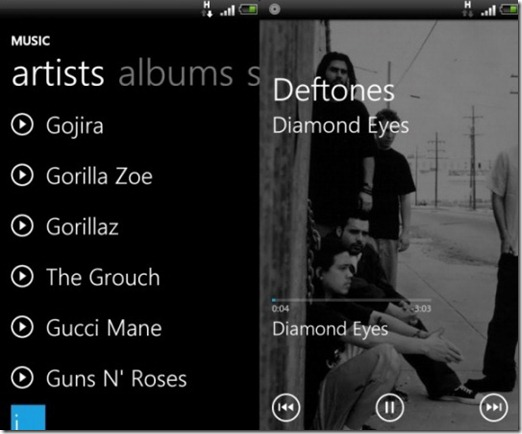 H
MUSIC
artists albums s
Gojira
Gorilla Zoe
Gorillaz
The Grouch
Gucci Mane
Guns N' Roses
i
H
Deftones
Diamond Eyes
0:04 -3:03
Diamond Eyes